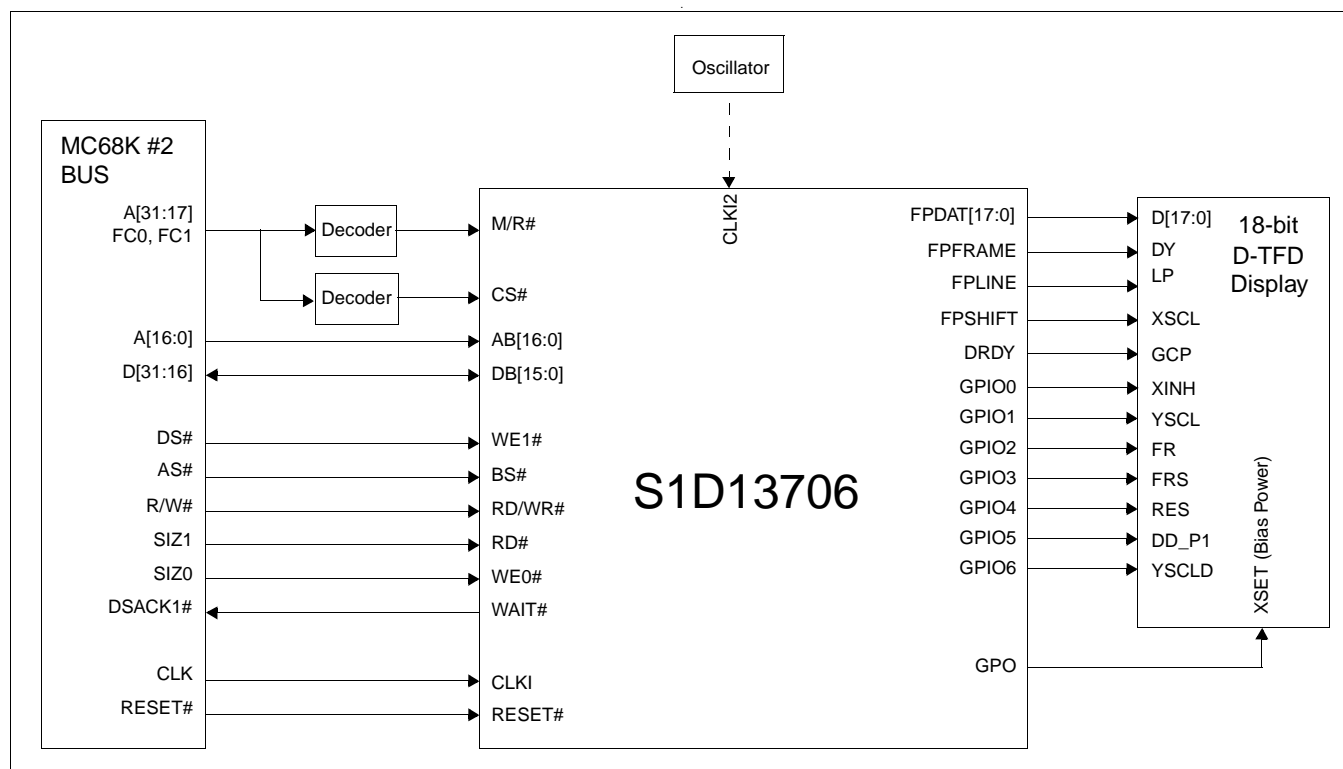 Oscillator
MC68K #2
BUS
A[31:17]
FC0, FC1
Decoder
Decoder
A[16:0]
D[31:16]
DS#
AS#
R/W#
SIZ1
SIZ0
DSACK1#
CLK
RESET#
CLKI2
M/R#
CS#
AB[16:0]
DB[15:0]
WE1#
BS#
RD/WR#
RD#
WE0#
WAIT#
CLKI
RESET#
S1D13706
FPDAT[17:0]
FPFRAME
FPLINE
FPSHIFT
DRDY
GPIO0
GPIO1
GPIO2
GPIO3
GPIO4
GPIO5
GPIO6
GPO
D[17:0]
DY
LP
XSCL
GCP
XINH
YSCL
FR
FRS
RES
DD_P1
YSCLD
18-bit
D-TFD
Display
XSET (Bias Power)